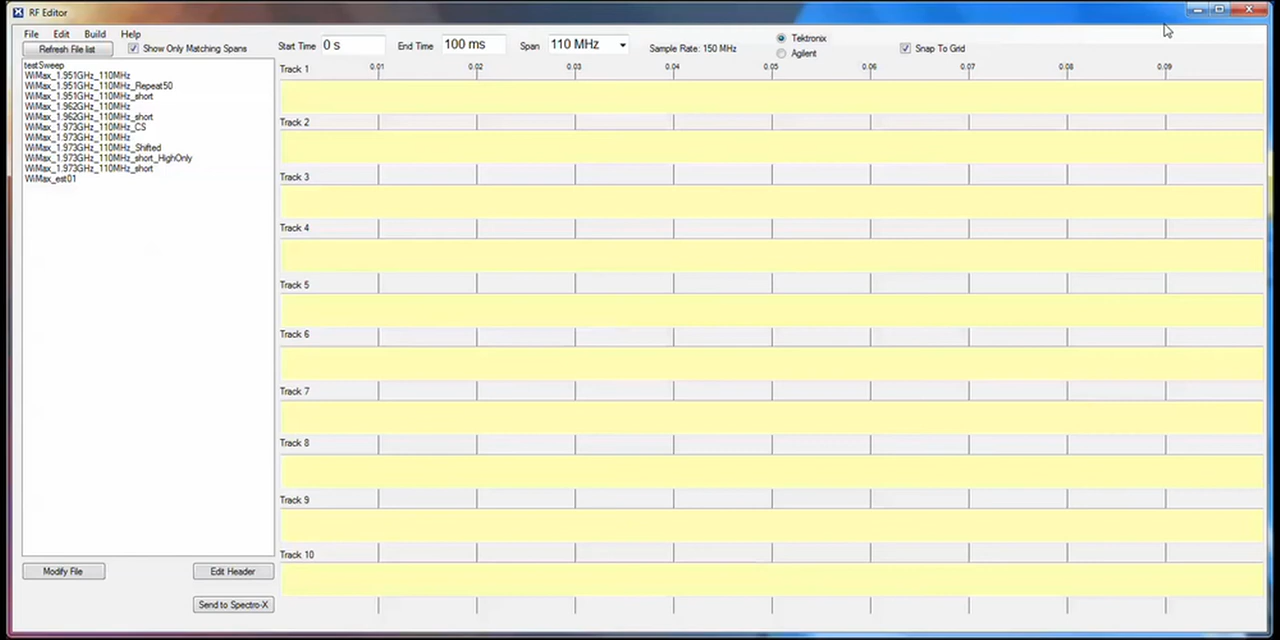 RF Editor
File Edit Build Help
Refresh File list Show Only Matching Spans Start Time 0 s End Time 100 ms Span 110 MHz Sample Rate: 150 MHz Tektronix Agilent Snap To Grid
testSweep
WiMax_1.951GHz_110MHz
WiMax_1.951GHz_110MHz_Repeat50
WiMax_1.951GHz_110MHz_short
WiMax_1.962GHz_110MHz
WiMax_1.962GHz_110MHz_short
WiMax_1.973GHz_110MHz_CS
WiMax_1.973GHz_110MHz
WiMax_1.973GHz_110MHz_Shifted
WiMax_1.973GHz_110MHz_short_HighOnly
WiMax_1.973GHz_110MHz_short
WiMax_est01
Track 1 0.01 0.02 0.03 0.04 0.05 0.06 0.07 0.08 0.09
Track 2
Track 3
Track 4
Track 5
Track 6
Track 7
Track 8
Track 9
Track 10
Modify File Edit Header
Send to Spectro-X